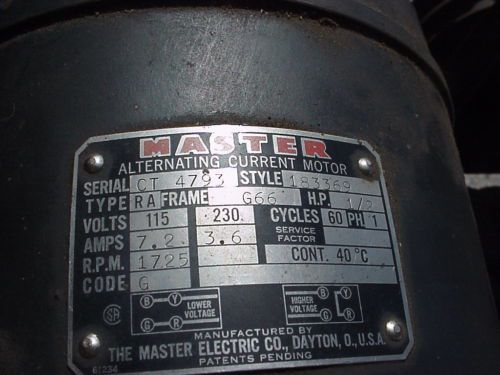 MASTER
ALTERNATING CURRENT MOTOR
SERIAL CT 4793 STYLE 183369
TYPE RA FRAME G66 H.P. 1/2
VOLTS 115 230 CYCLES 60 PH 1
AMPS 7.2 3.6 SERVICE FACTOR
R.P.M. 1725 CONT. 40°C
CODE G
B Y LOWER VOLTAGE HIGHER VOLTAGE B Y
G R G R
MANUFACTURED BY
THE MASTER ELECTRIC CO., DAYTON, O., U.S.A.
61234 PATENTS PENDING